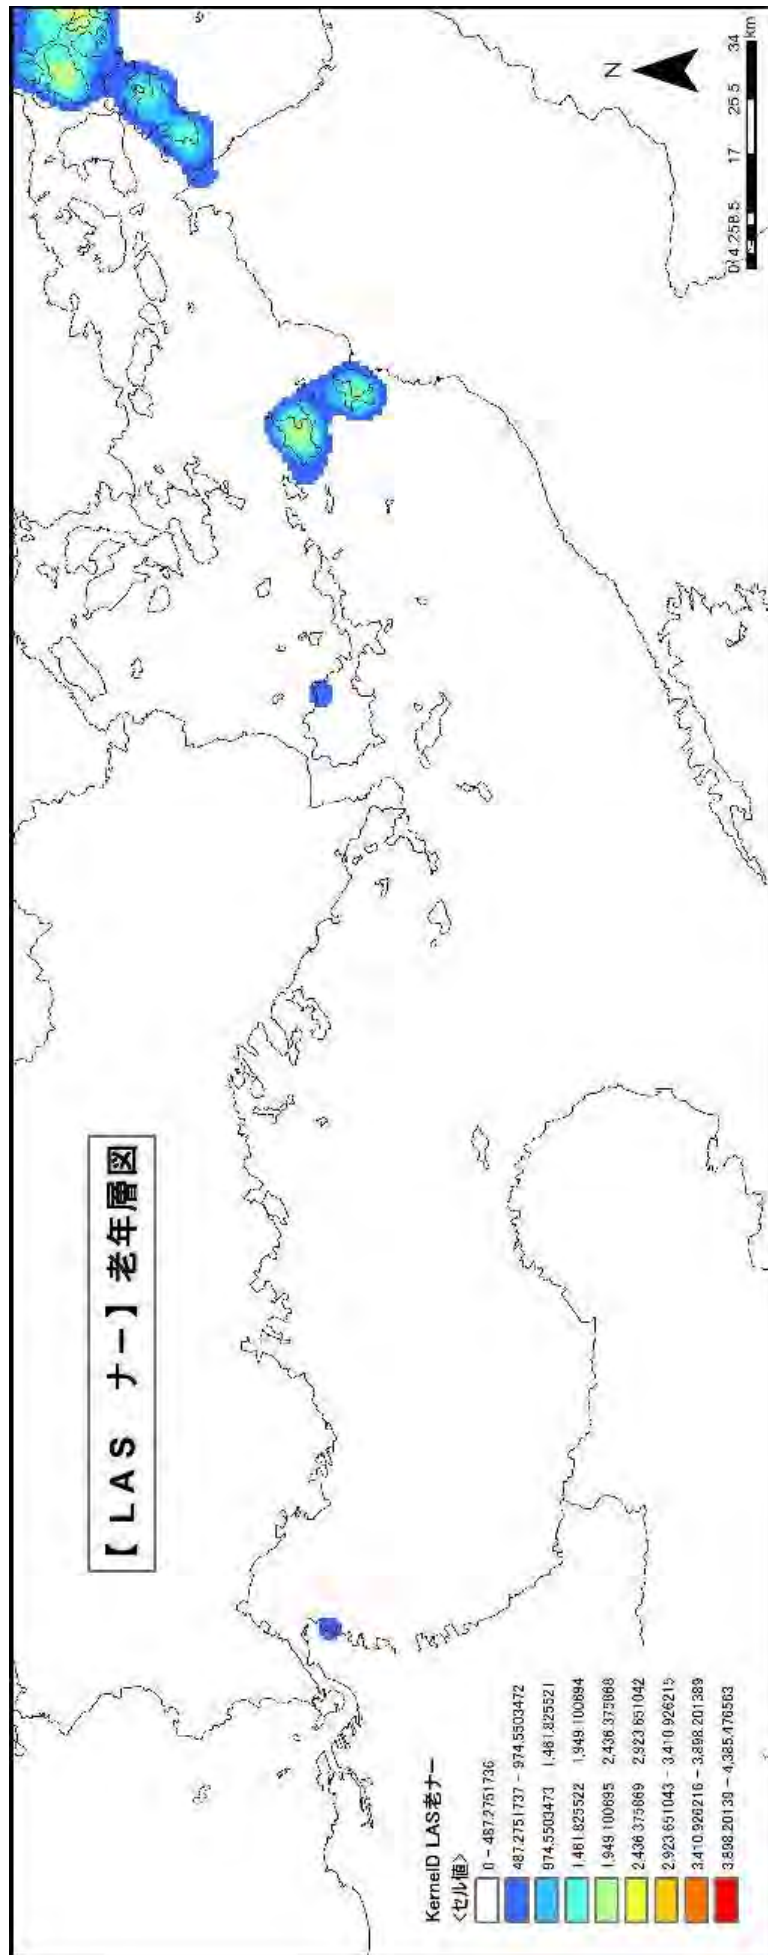 【 LAS ナー】老年層図
N
0 4.25 8.5 17 25.5 34
km
KernelD LAS老ナー
<セル値>
0 - 487.2751736
487.2751737 - 974.5503472
974.5503473 1,461.825521
1,461.825522 1,949.100694
1,949.100695 2,436.375868
2,436.375869 2,923.651042
2,923.651043 - 3,410.926215
3,410.926216 - 3,898.201389
3,898.20139 - 4,385.476563